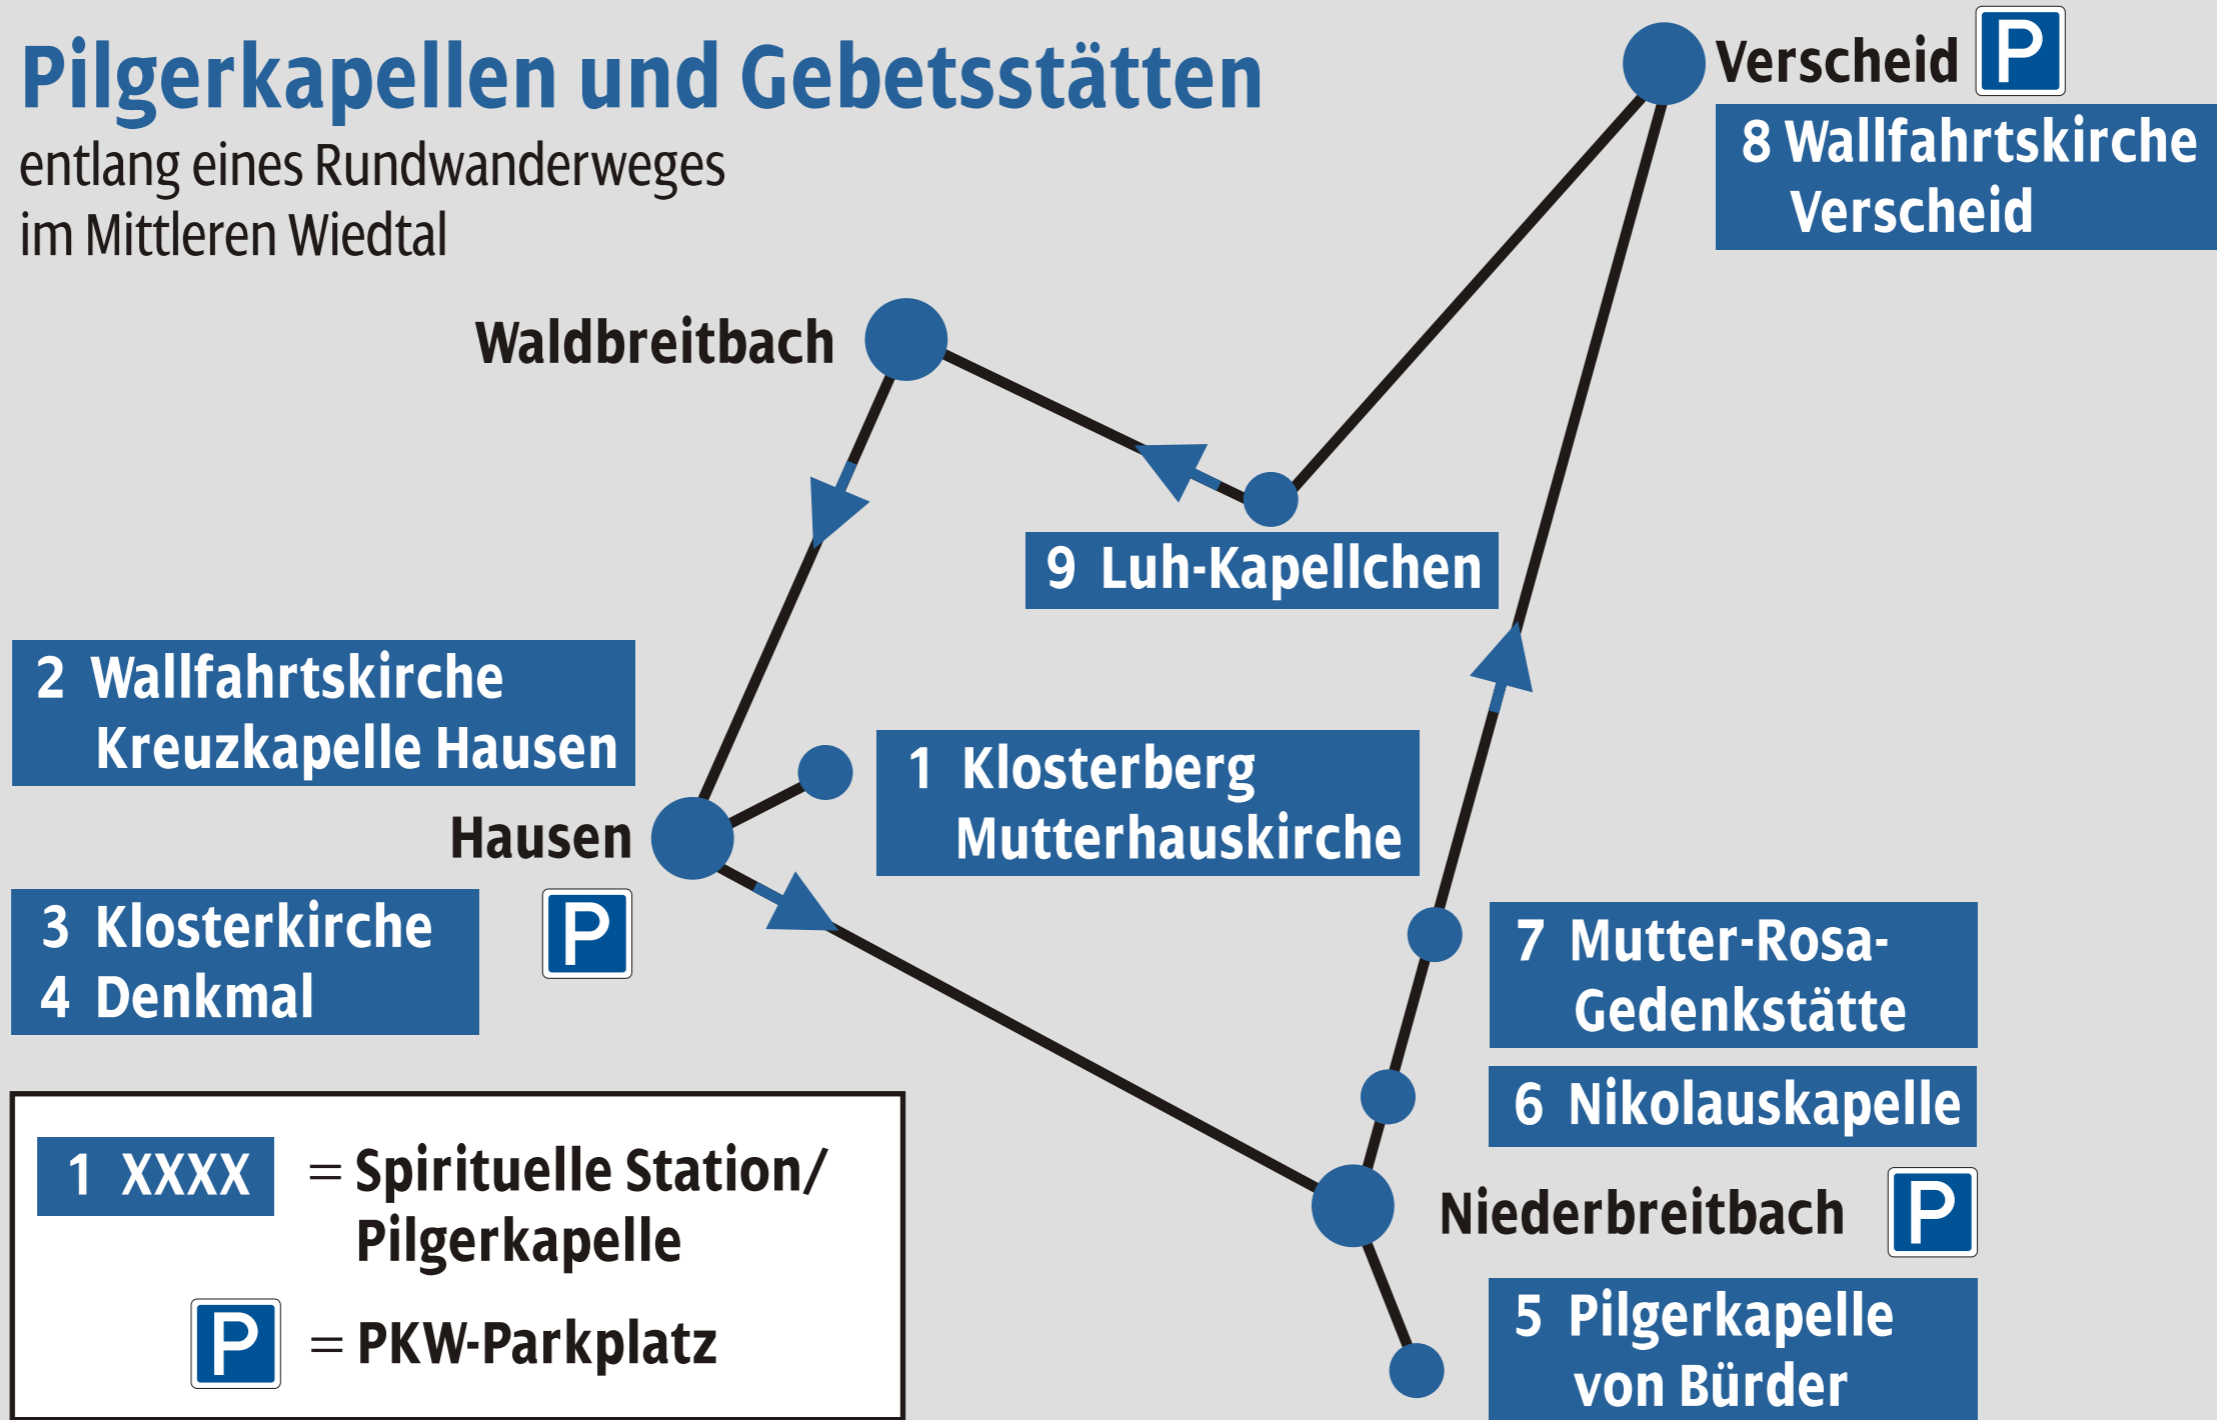 Pilgerkapellen und Gebetsstätten
entlang eines Rundwanderweges
im Mittleren Wiedtal
Verscheid P
8 Wallfahrtskirche
Verscheid
Waldbreitbach
9 Luh-Kapellchen
2 Wallfahrtskirche
Kreuzkapelle Hausen
1 Klosterberg
Mutterhauskirche
Hausen
P
3 Klosterkirche
4 Denkmal
7 Mutter-Rosa-
Gedenkstätte
6 Nikolauskapelle
Niederbreitbach P
5 Pilgerkapelle
von Bürder
1 XXXX = Spirituelle Station/
Pilgerkapelle
P = PKW-Parkplatz